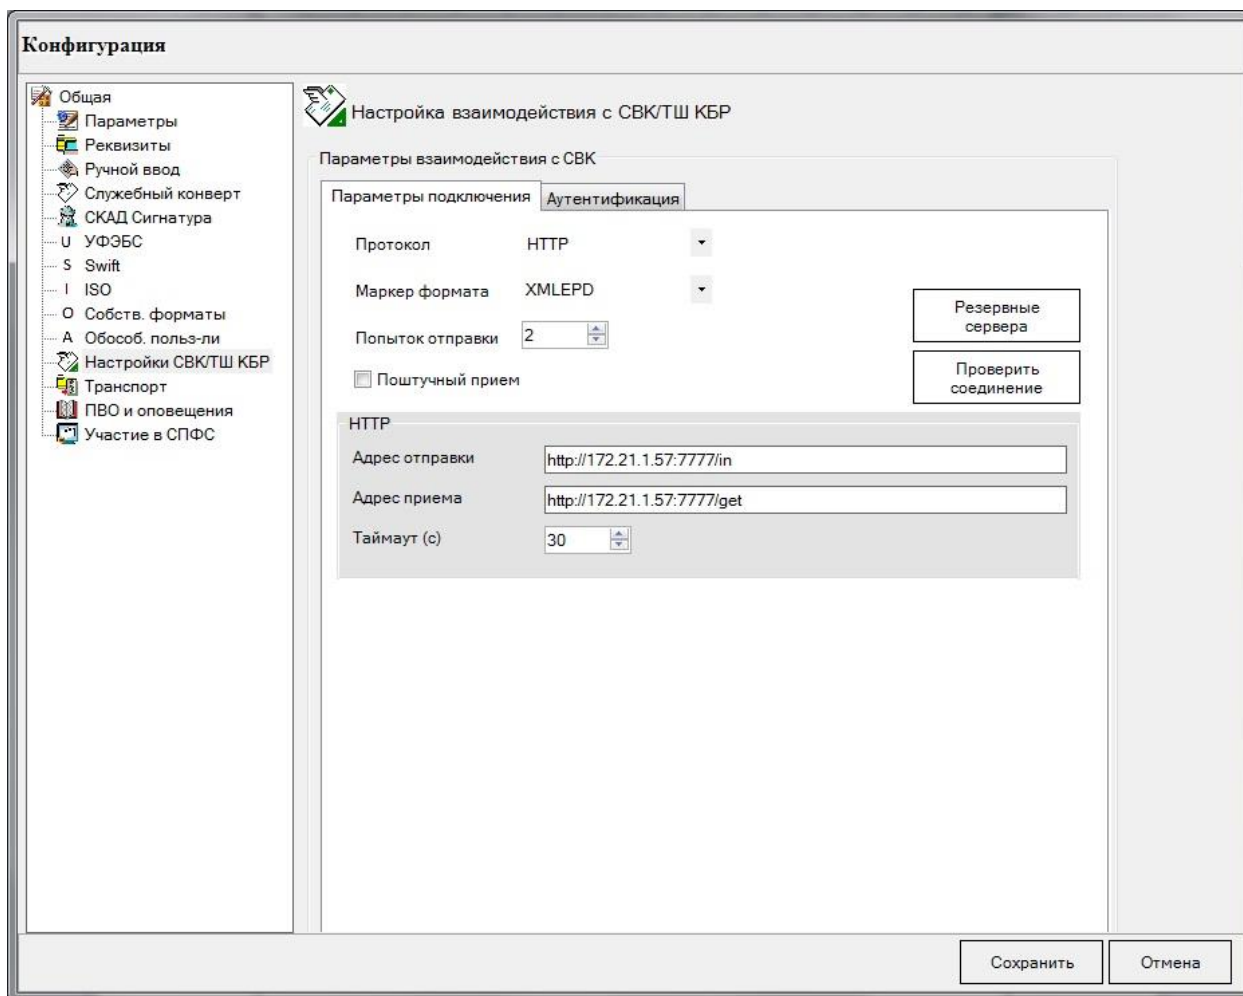 Конфигурация
Общая
Параметры
Реквизиты
Ручной ввод
Служебный конверт
СКАД Сигнатура
U УФЭБС
S Swift
I ISO
O Собств. форматы
A Обособ. польз-ли
Настройки СВК/ТШ КБР
Транспорт
ПВО и оповещения
Участие в СПФС
Настройка взаимодействия с СВК/ТШ КБР
Параметры взаимодействия с СВК
Параметры подключения Аутентификация
Протокол HTTP
Маркер формата XMLEPD
Попыток отправки 2
Поштучный прием
Резервные
сервера
Проверить
соединение
HTTP
Адрес отправки http://172.21.1.57:7777/in
Адрес приема http://172.21.1.57:7777/get
Таймаут (с) 30
Сохранить Отмена